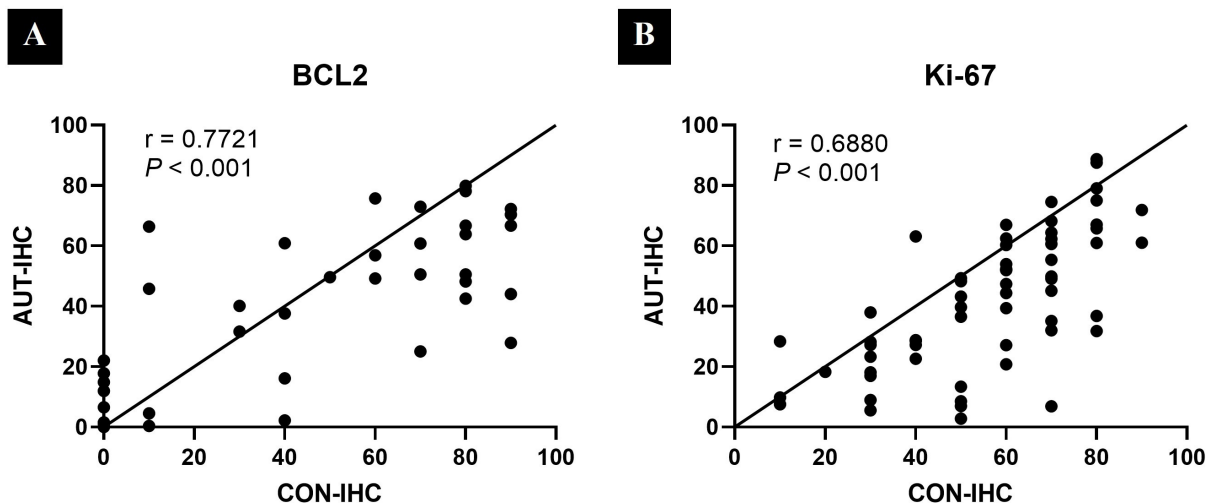 A
BCL2
r = 0.7721
P < 0.001
100
80
60
40
20
0
AUT-IHC
0 20 40 60 80 100
CON-IHC
B
Ki-67
r = 0.6880
P < 0.001
100
80
60
40
20
0
AUT-IHC
0 20 40 60 80 100
CON-IHC